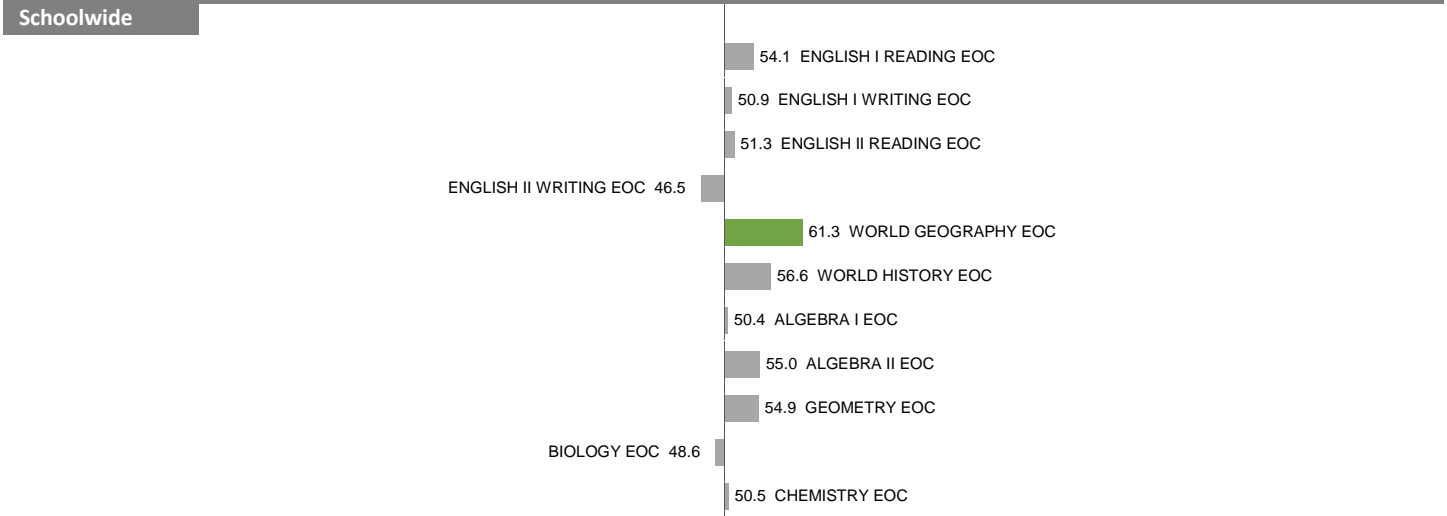 Schoolwide
54.1 ENGLISH I READING EOC
50.9 ENGLISH I WRITING EOC
51.3 ENGLISH II READING EOC
ENGLISH II WRITING EOC 46.5
61.3 WORLD GEOGRAPHY EOC
56.6 WORLD HISTORY EOC
50.4 ALGEBRA I EOC
55.0 ALGEBRA II EOC
54.9 GEOMETRY EOC
BIOLOGY EOC 48.6
50.5 CHEMISTRY EOC